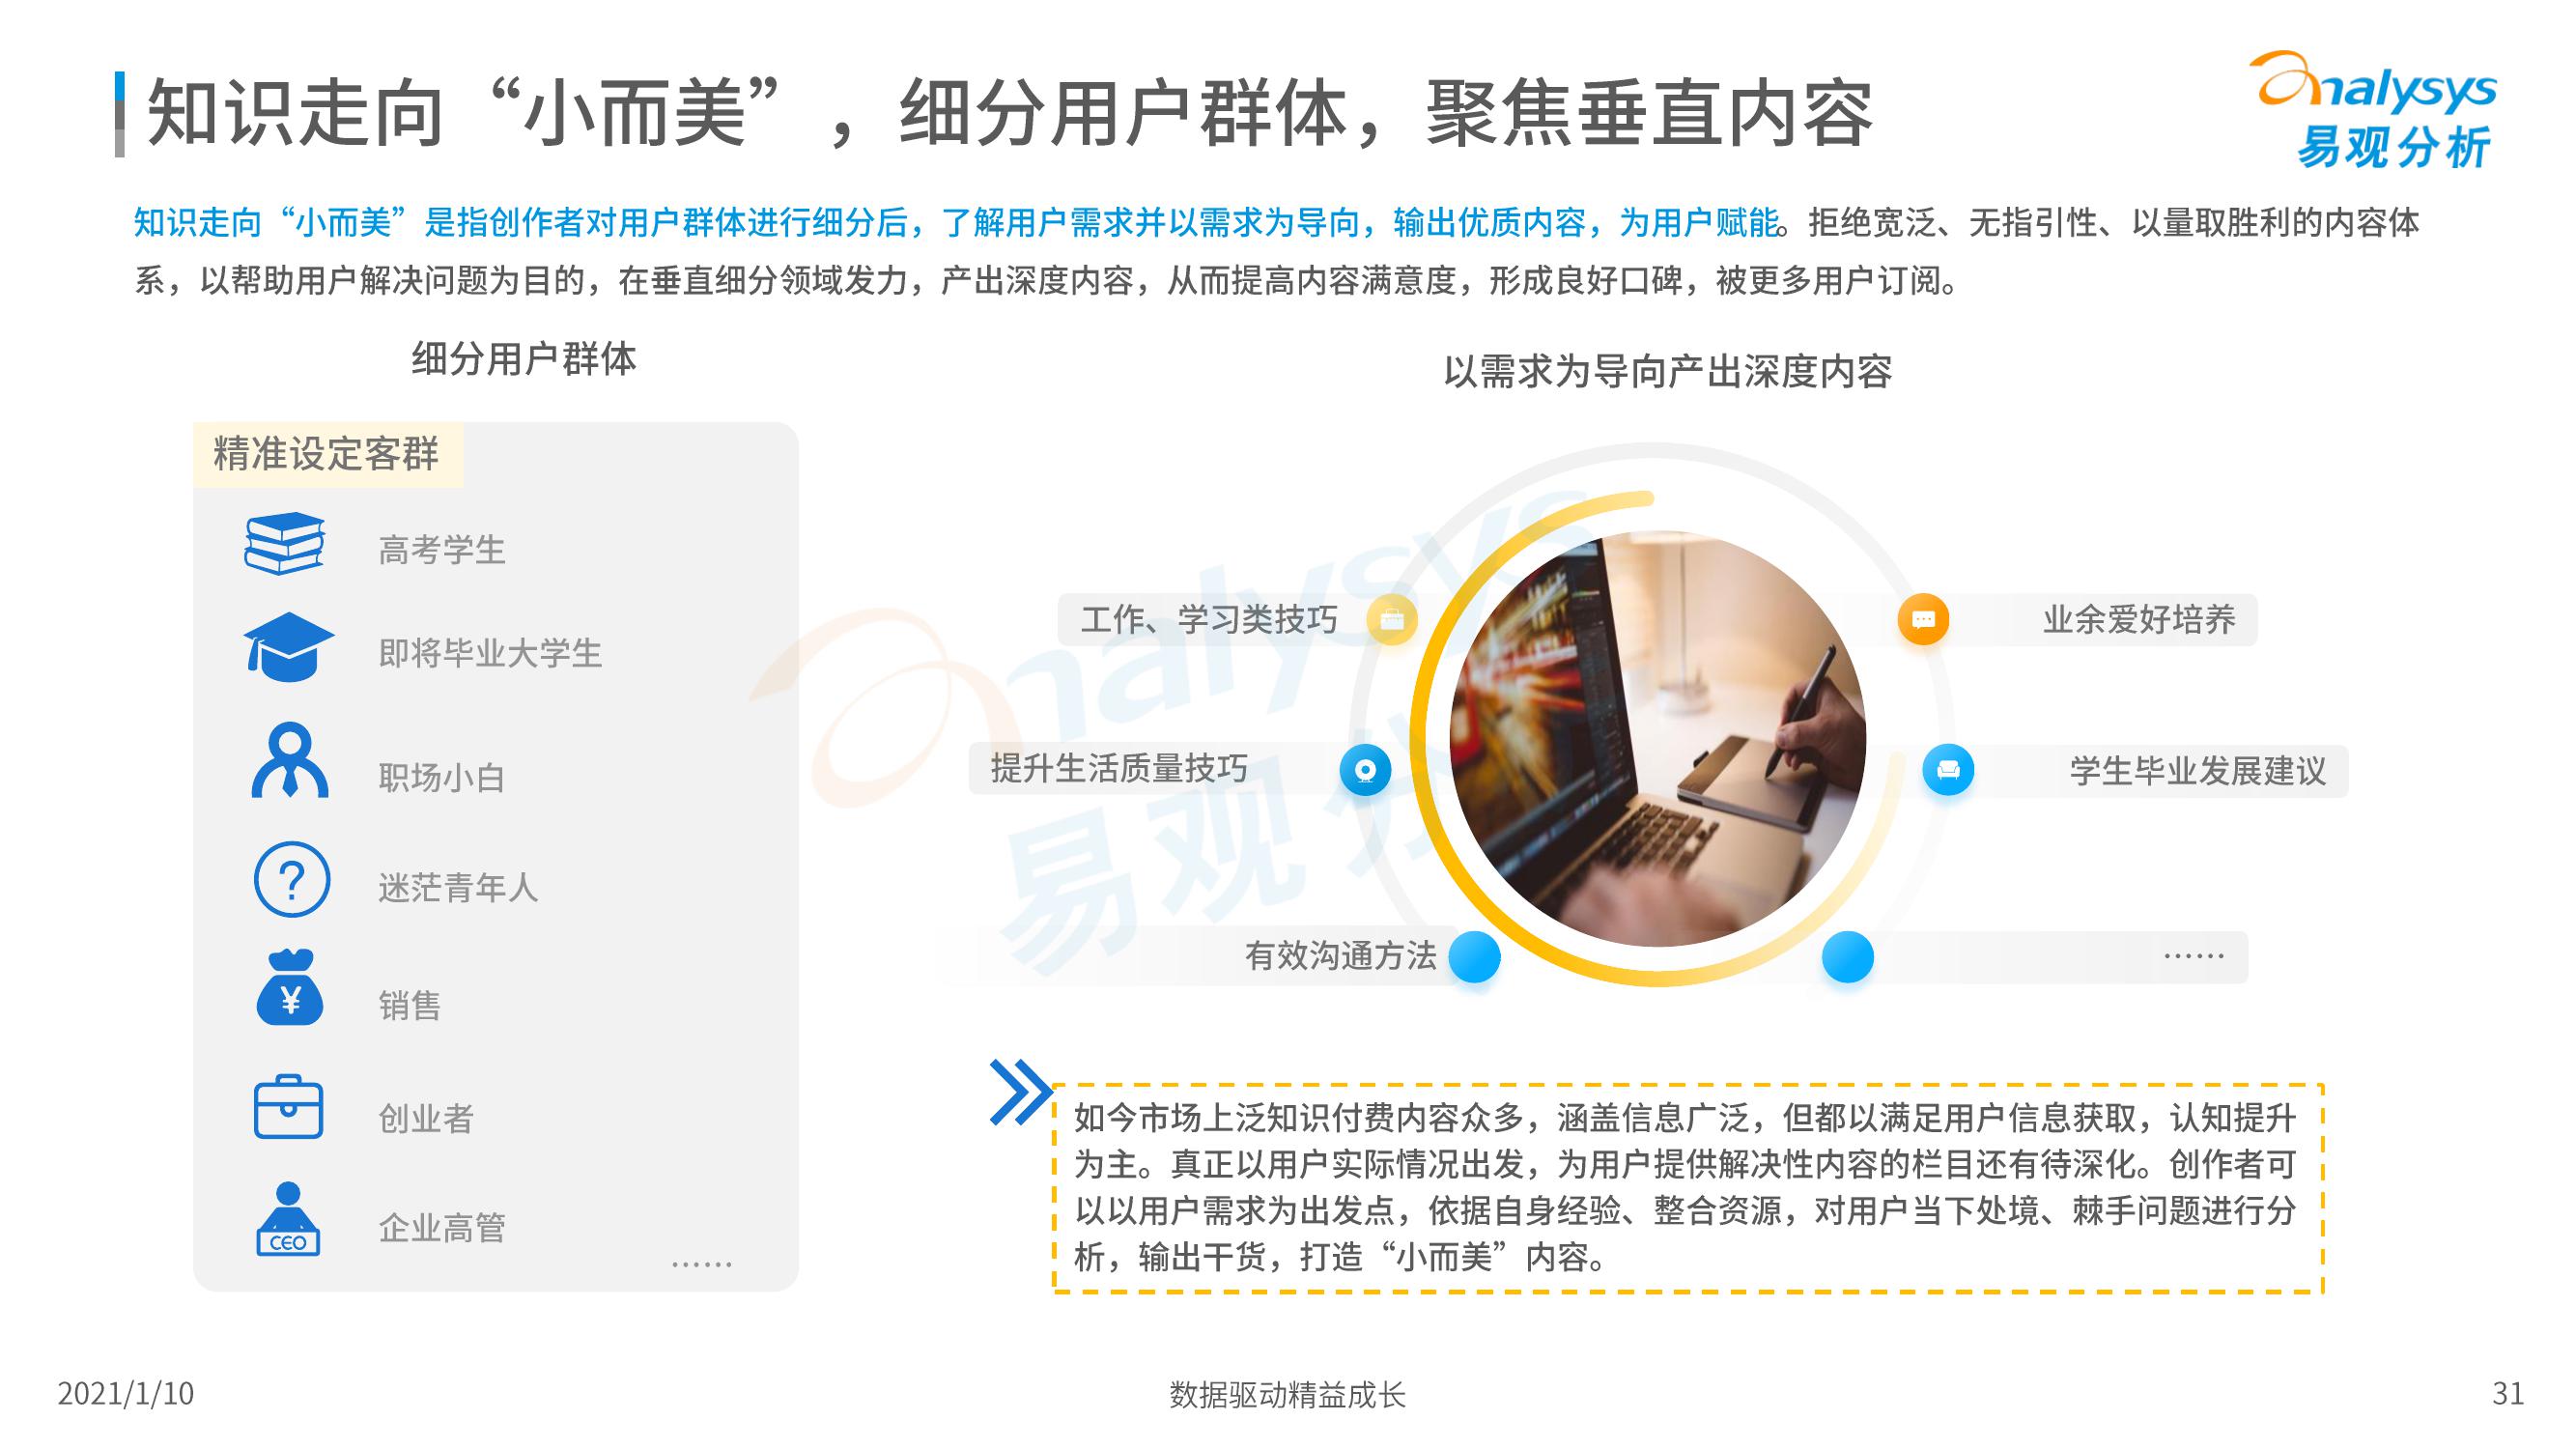 知识走向“小而美”，细分用户群体，聚焦垂直内容
analysys
易观分析
知识走向“小而美”是指创作者对用户群体进行细分后，了解用户需求并以需求为导向，输出优质内容，为用户赋能。拒绝宽泛、无指引性、以量取胜利的内容体
系，以帮助用户解决问题为目的，在垂直细分领域发力，产出深度内容，从而提高内容满意度，形成良好口碑，被更多用户订阅。
细分用户群体
精准设定客群
高考学生
即将毕业大学生
职场小白
?
迷茫青年人
¥
销售
创业者
CEO
企业高管
……
以需求为导向产出深度内容
工作、学习类技巧
业余爱好培养
提升生活质量技巧
学生毕业发展建议
有效沟通方法
……
analysys
易观分
如今市场上泛知识付费内容众多，涵盖信息广泛，但都以满足用户信息获取，认知提升
为主。真正以用户实际情况出发，为用户提供解决性内容的栏目还有待深化。创作者可
以以用户需求为出发点，依据自身经验、整合资源，对用户当下处境、棘手问题进行分
析，输出干货，打造“小而美”内容。
2021/1/10
数据驱动精益成长
31